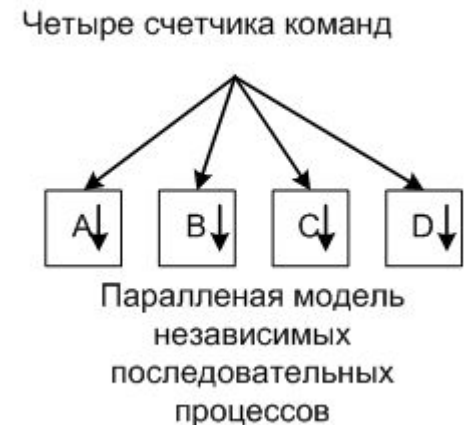 Четыре счетчика команд
A B C D
Паралленая модель
независимых
последовательных
процессов